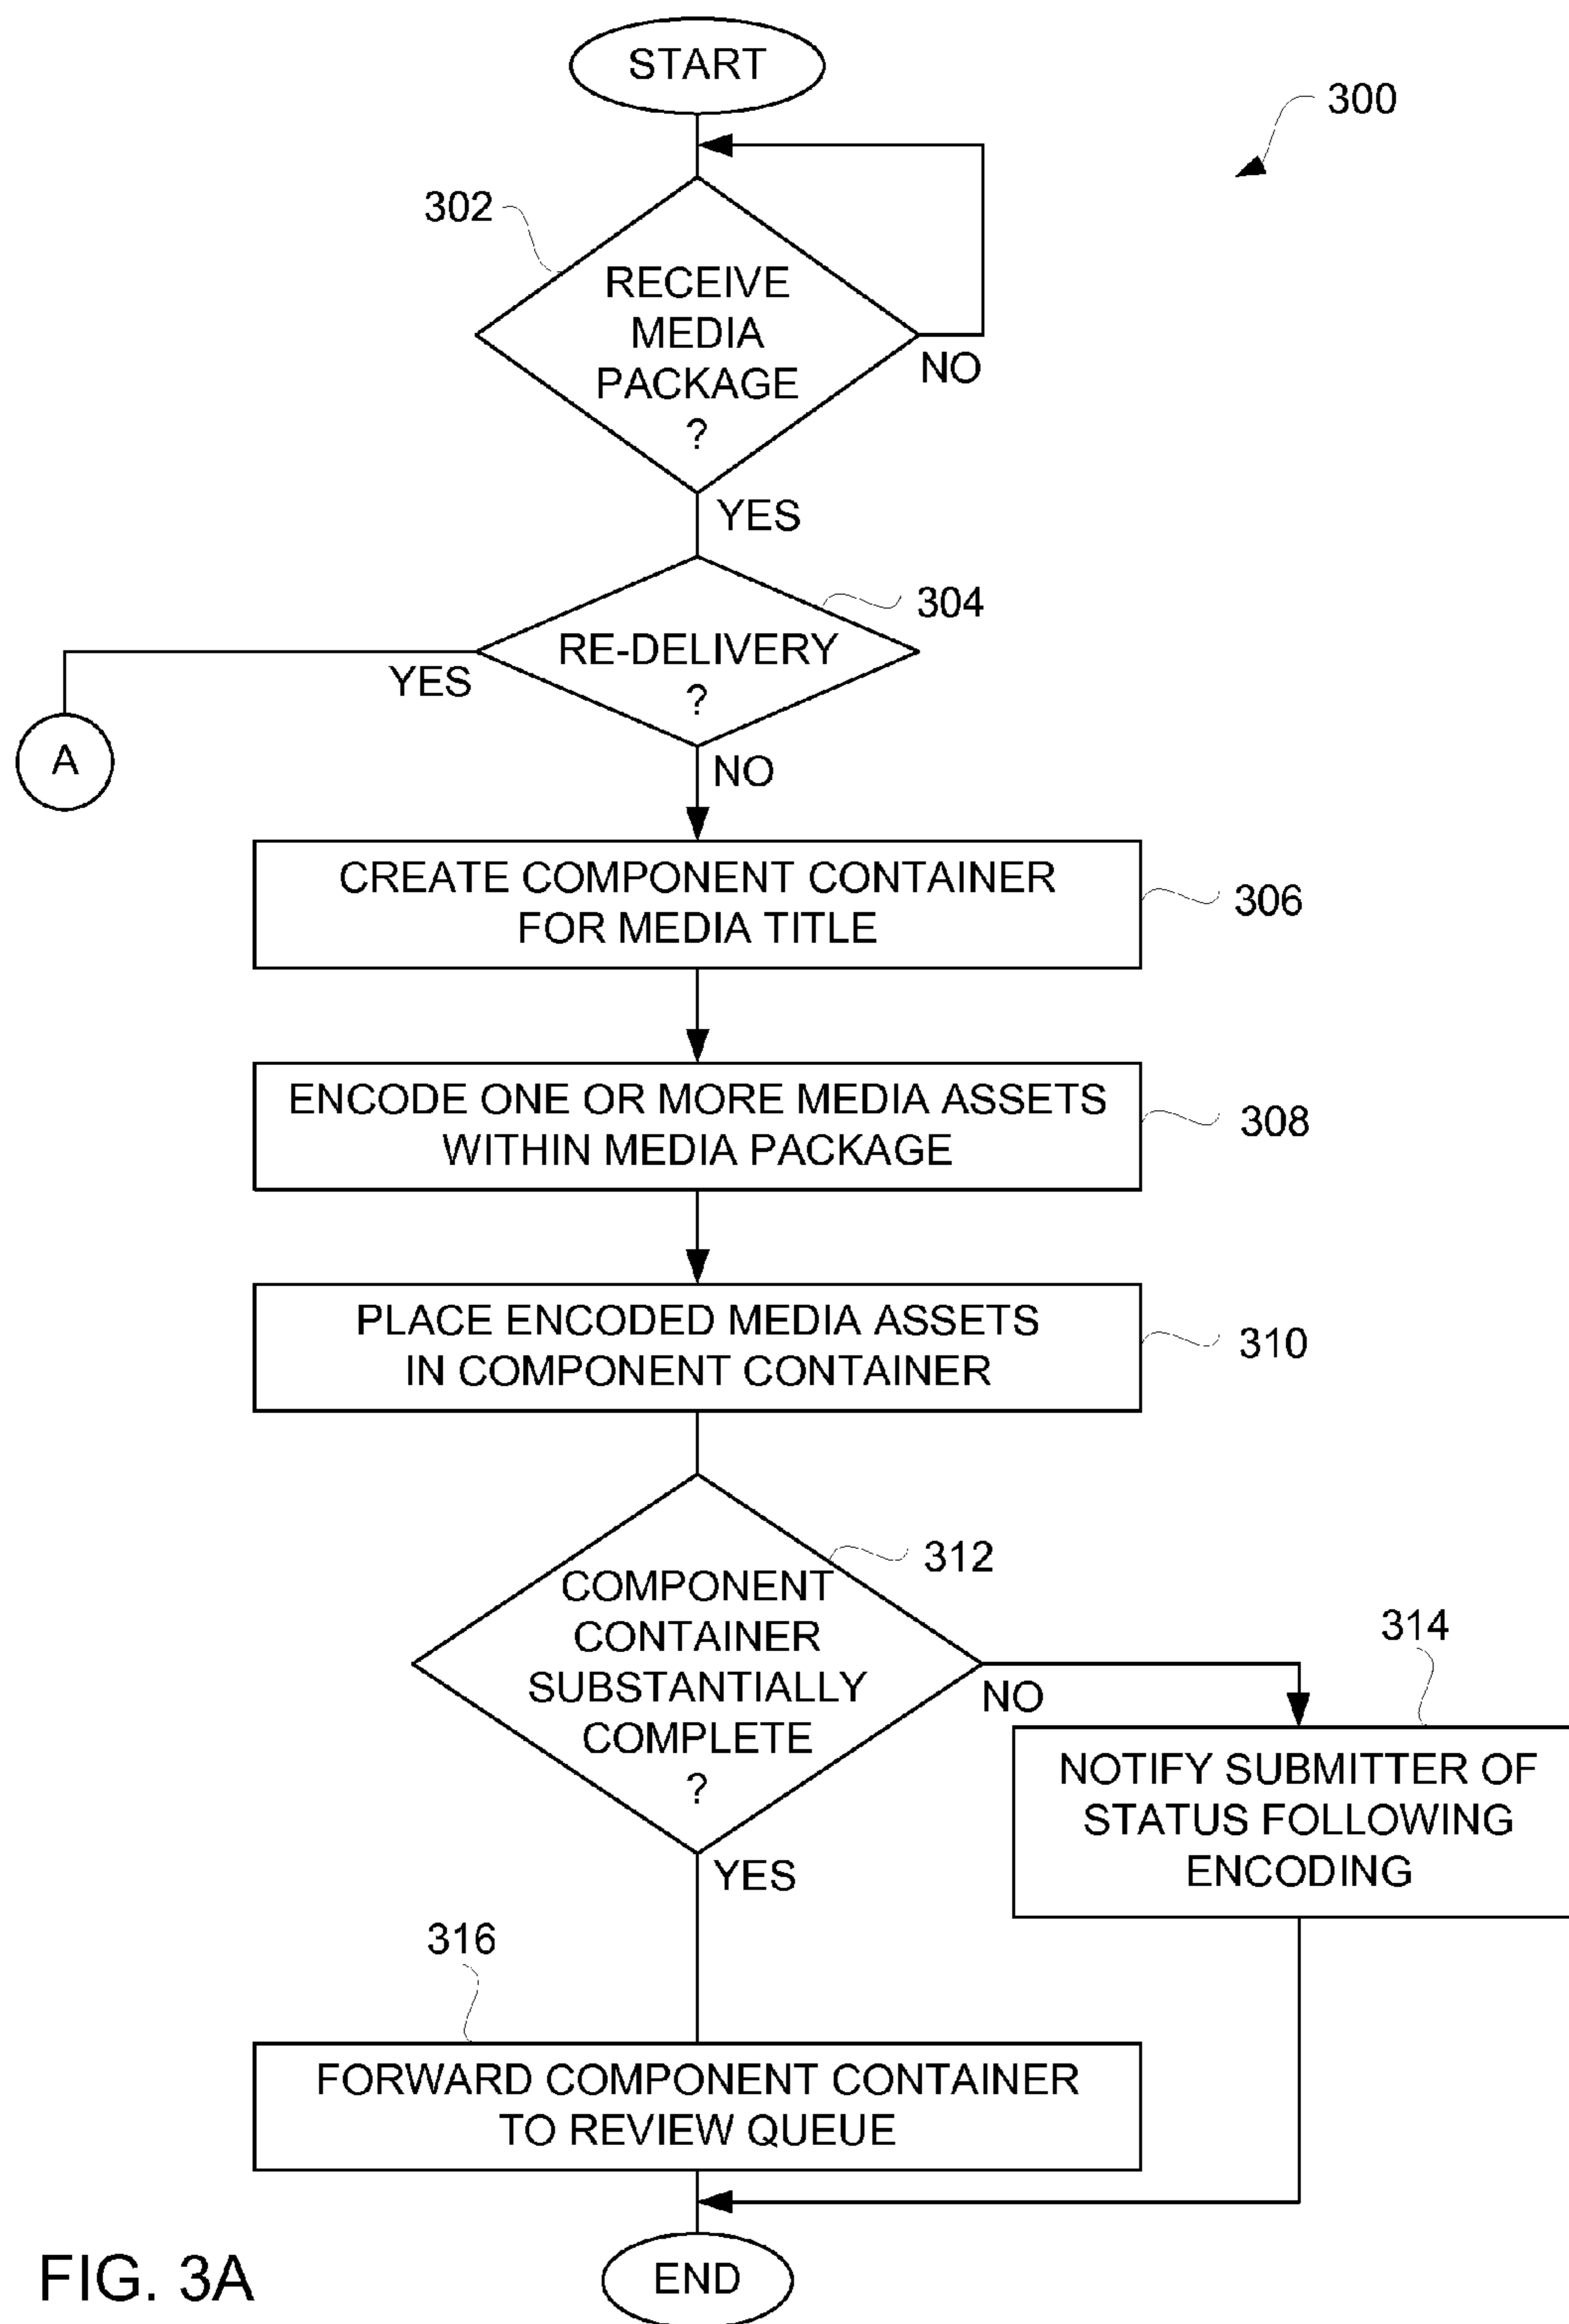 START
300
302
RECEIVE
MEDIA
PACKAGE
?
NO
YES
304
RE-DELIVERY
?
YES
A
NO
CREATE COMPONENT CONTAINER
FOR MEDIA TITLE
306
ENCODE ONE OR MORE MEDIA ASSETS
WITHIN MEDIA PACKAGE
308
PLACE ENCODED MEDIA ASSETS
IN COMPONENT CONTAINER
310
312
COMPONENT
CONTAINER
SUBSTANTIALLY
COMPLETE
?
NO
314
NOTIFY SUBMITTER OF
STATUS FOLLOWING
ENCODING
YES
316
FORWARD COMPONENT CONTAINER
TO REVIEW QUEUE
END
FIG. 3A